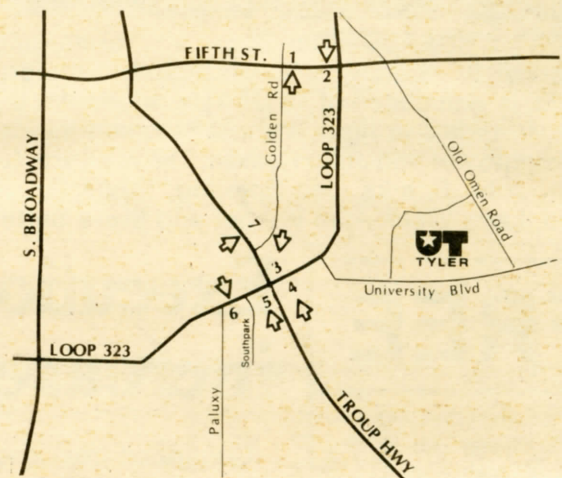 FIFTH ST.
1
2
Golden Rd
LOOP 323
S. BROADWAY
Old Omen Road
7
UT
TYLER
3
4
University Blvd
5
6
Southpark
LOOP 323
Paluxy
TROUP HWY